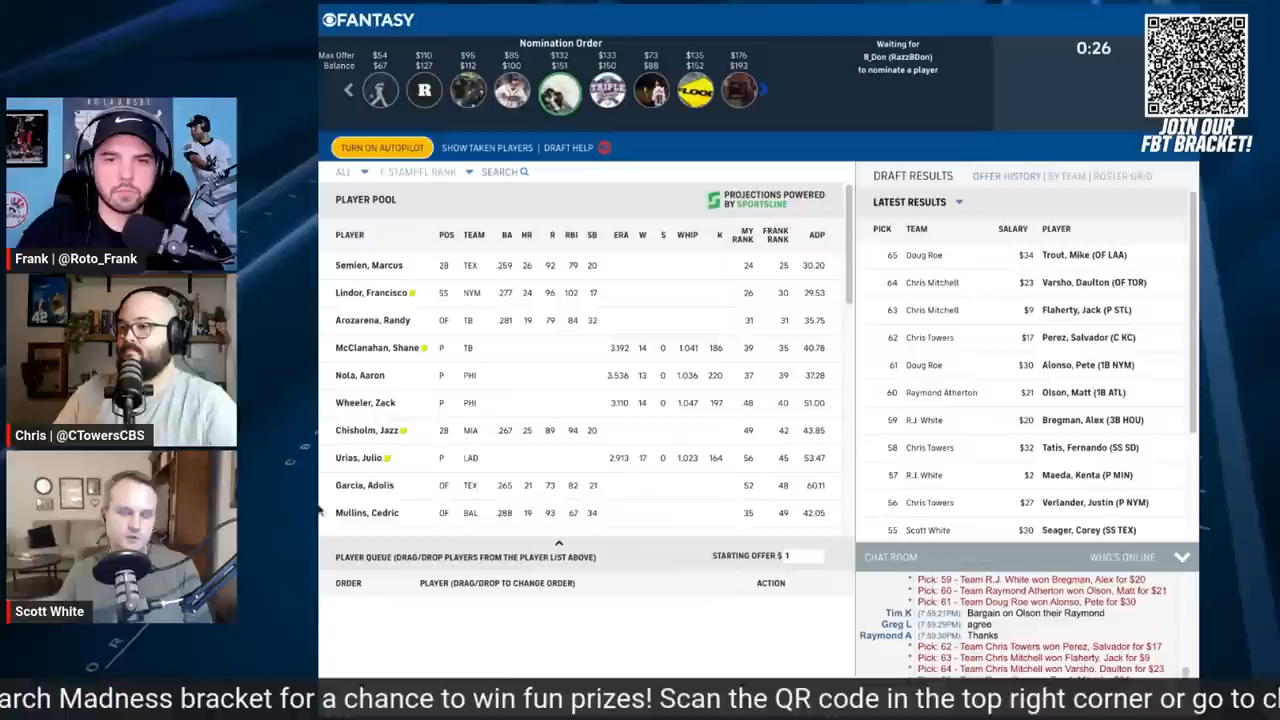 FANTASY
Nomination Order
Max Offer $54 $110 $95 $85 $132 $133 $73 $135 $176
Balance $67 $127 $112 $100 $151 $150 $88 $152 $193
R
TRIPLE
Waiting for
B_Don (RazzBDon)
to nominate a player
0:26
JOIN OUR
FBT BRACKET!
TURN ON AUTOPILOT SHOW TAKEN PLAYERS | DRAFT HELP
ALL F STAMPFL RANK SEARCH
PLAYER POOL
PROJECTIONS POWERED
BY SPORTSLINE
PLAYER POS TEAM BA HR R RBI SB ERA W S WHIP K MY RANK FRANK RANK ADP
Semien, Marcus 2B TEX .259 26 92 79 20 24 25 30.20
Lindor, Francisco SS NYM .277 24 96 102 17 26 30 29.53
Arozarena, Randy OF TB .281 19 79 84 32 31 31 35.75
McClanahan, Shane P TB 3.192 14 0 1.041 186 39 35 40.78
Nola, Aaron P PHI 3.536 13 0 1.036 220 37 39 37.28
Wheeler, Zack P PHI 3.110 14 0 1.047 197 48 40 51.00
Chisholm, Jazz 2B MIA .267 25 89 94 20 49 42 43.85
Urias, Julio P LAD 2.913 17 0 1.023 164 56 45 53.47
Garcia, Adolis OF TEX .265 21 73 82 21 52 48 60.11
Mullins, Cedric OF BAL .288 19 93 67 34 35 49 42.05
PLAYER QUEUE (DRAG/DROP PLAYERS FROM THE PLAYER LIST ABOVE) STARTING OFFER $ 1
ORDER PLAYER (DRAG/DROP TO CHANGE ORDER) ACTION
DRAFT RESULTS OFFER HISTORY | BY TEAM | ROSTER GRID
LATEST RESULTS
PICK TEAM SALARY PLAYER
65 Doug Roe $34 Trout, Mike (OF LAA)
64 Chris Mitchell $23 Varsho, Daulton (OF TOR)
63 Chris Mitchell $9 Flaherty, Jack (P STL)
62 Chris Towers $17 Perez, Salvador (C KC)
61 Doug Roe $30 Alonso, Pete (1B NYM)
60 Raymond Atherton $21 Olson, Matt (1B ATL)
59 R.J. White $20 Bregman, Alex (3B HOU)
58 Chris Towers $32 Tatis, Fernando (SS SD)
57 R.J. White $2 Maeda, Kenta (P MIN)
56 Chris Towers $27 Verlander, Justin (P NYM)
55 Scott White $30 Seager, Corey (SS TEX)
CHAT ROOM WHO'S ONLINE
* Pick: 59 - Team R.J. White won Bregman, Alex for $20
* Pick: 60 - Team Raymond Atherton won Olson, Matt for $21
* Pick: 61 - Team Doug Roe won Alonso, Pete for $30
Tim K (7:59:21PM): Bargain on Olson their Raymond
Greg L (7:59:29PM): agree
Raymond A (7:59:30PM): Thanks
* Pick: 62 - Team Chris Towers won Perez, Salvador for $17
* Pick: 63 - Team Chris Mitchell won Flaherty, Jack for $9
* Pick: 64 - Team Chris Mitchell won Varsho, Daulton for $23
Frank | @Roto_Frank
Chris | @CTowersCBS
Scott White
arch Madness bracket for a chance to win fun prizes! Scan the QR code in the top right corner or go to c